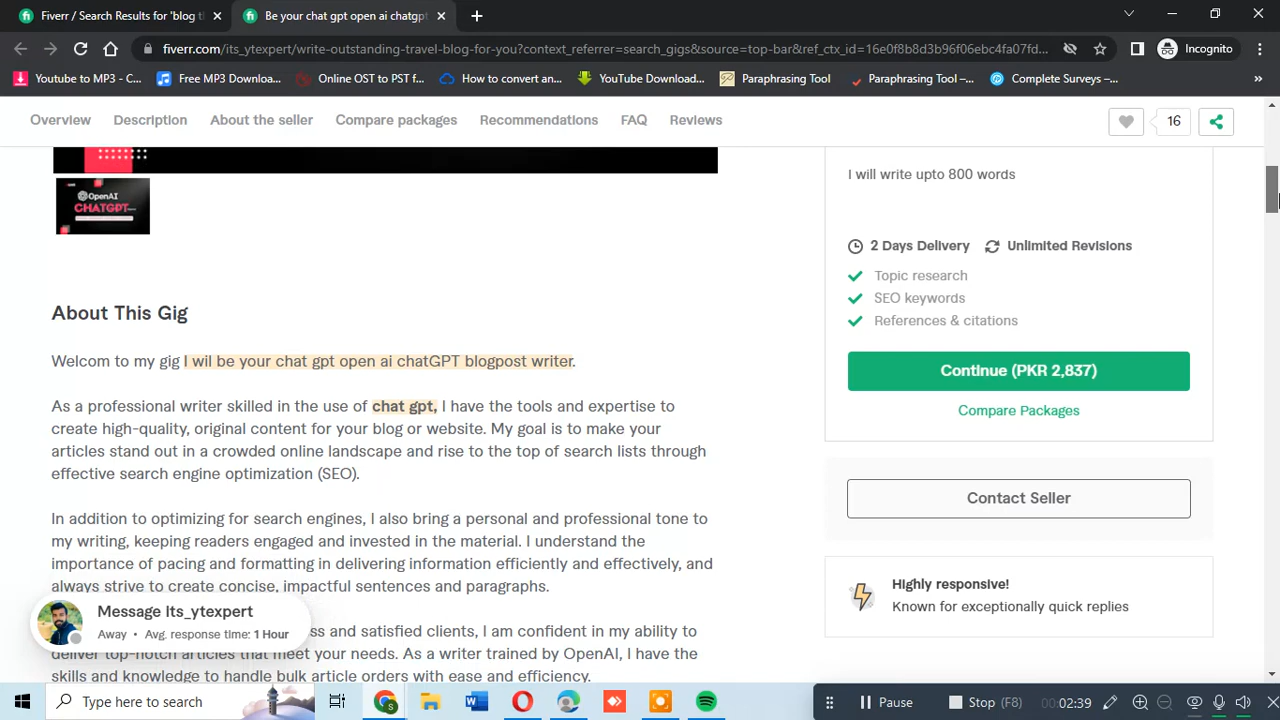 Fiverr / Search Results for 'blog t
Be your chat gpt open ai chatgpt
fiverr.com/its_ytexpert/write-outstanding-travel-blog-for-you?context_referrer=search_gigs&source=top-bar&ref_ctx_id=16e0f8b8d3b96f06ebc4fa07fd...
Incognito
Youtube to MP3 - C...
Free MP3 Downloa...
Online OST to PST f...
How to convert an...
YouTube Download...
Paraphrasing Tool
Paraphrasing Tool –...
Complete Surveys –...
Overview
Description
About the seller
Compare packages
Recommendations
FAQ
Reviews
16
OpenAI
CHATGPT
I will write upto 800 words
2 Days Delivery
Unlimited Revisions
Topic research
SEO keywords
References & citations
Continue (PKR 2,837)
Compare Packages
Contact Seller
Highly responsive!
Known for exceptionally quick replies
About This Gig
Welcom to my gig I wil be your chat gpt open ai chatGPT blogpost writer.
As a professional writer skilled in the use of chat gpt, I have the tools and expertise to
create high-quality, original content for your blog or website. My goal is to make your
articles stand out in a crowded online landscape and rise to the top of search lists through
effective search engine optimization (SEO).
In addition to optimizing for search engines, I also bring a personal and professional tone to
my writing, keeping readers engaged and invested in the material. I understand the
importance of pacing and formatting in delivering information efficiently and effectively, and
always strive to create concise, impactful sentences and paragraphs.
ss and satisfied clients, I am confident in my ability to
deliver top-notch articles that meet your needs. As a writer trained by OpenAI, I have the
skills and knowledge to handle bulk article orders with ease and efficiency.
Message Its_ytexpert
Away • Avg. response time: 1 Hour
Type here to search
Pause
Stop (F8)
00:02:39